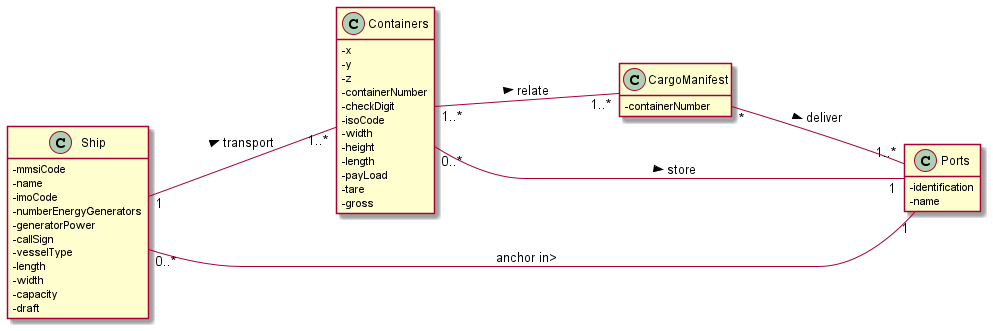 C Ship
-mmsiCode
-name
-imoCode
-numberEnergyGenerators
-generatorPower
-callSign
-vesselType
-length
-width
-capacity
-draft
1
transport
1..*
0..*
anchor in>
1
C Containers
-x
-y
-z
-containerNumber
-checkDigit
-isoCode
-width
-height
-length
-payLoad
-tare
-gross
1..*
relate
1..*
0..*
store
1
C CargoManifest
-containerNumber
*
deliver
1..*
C Ports
-identification
-name